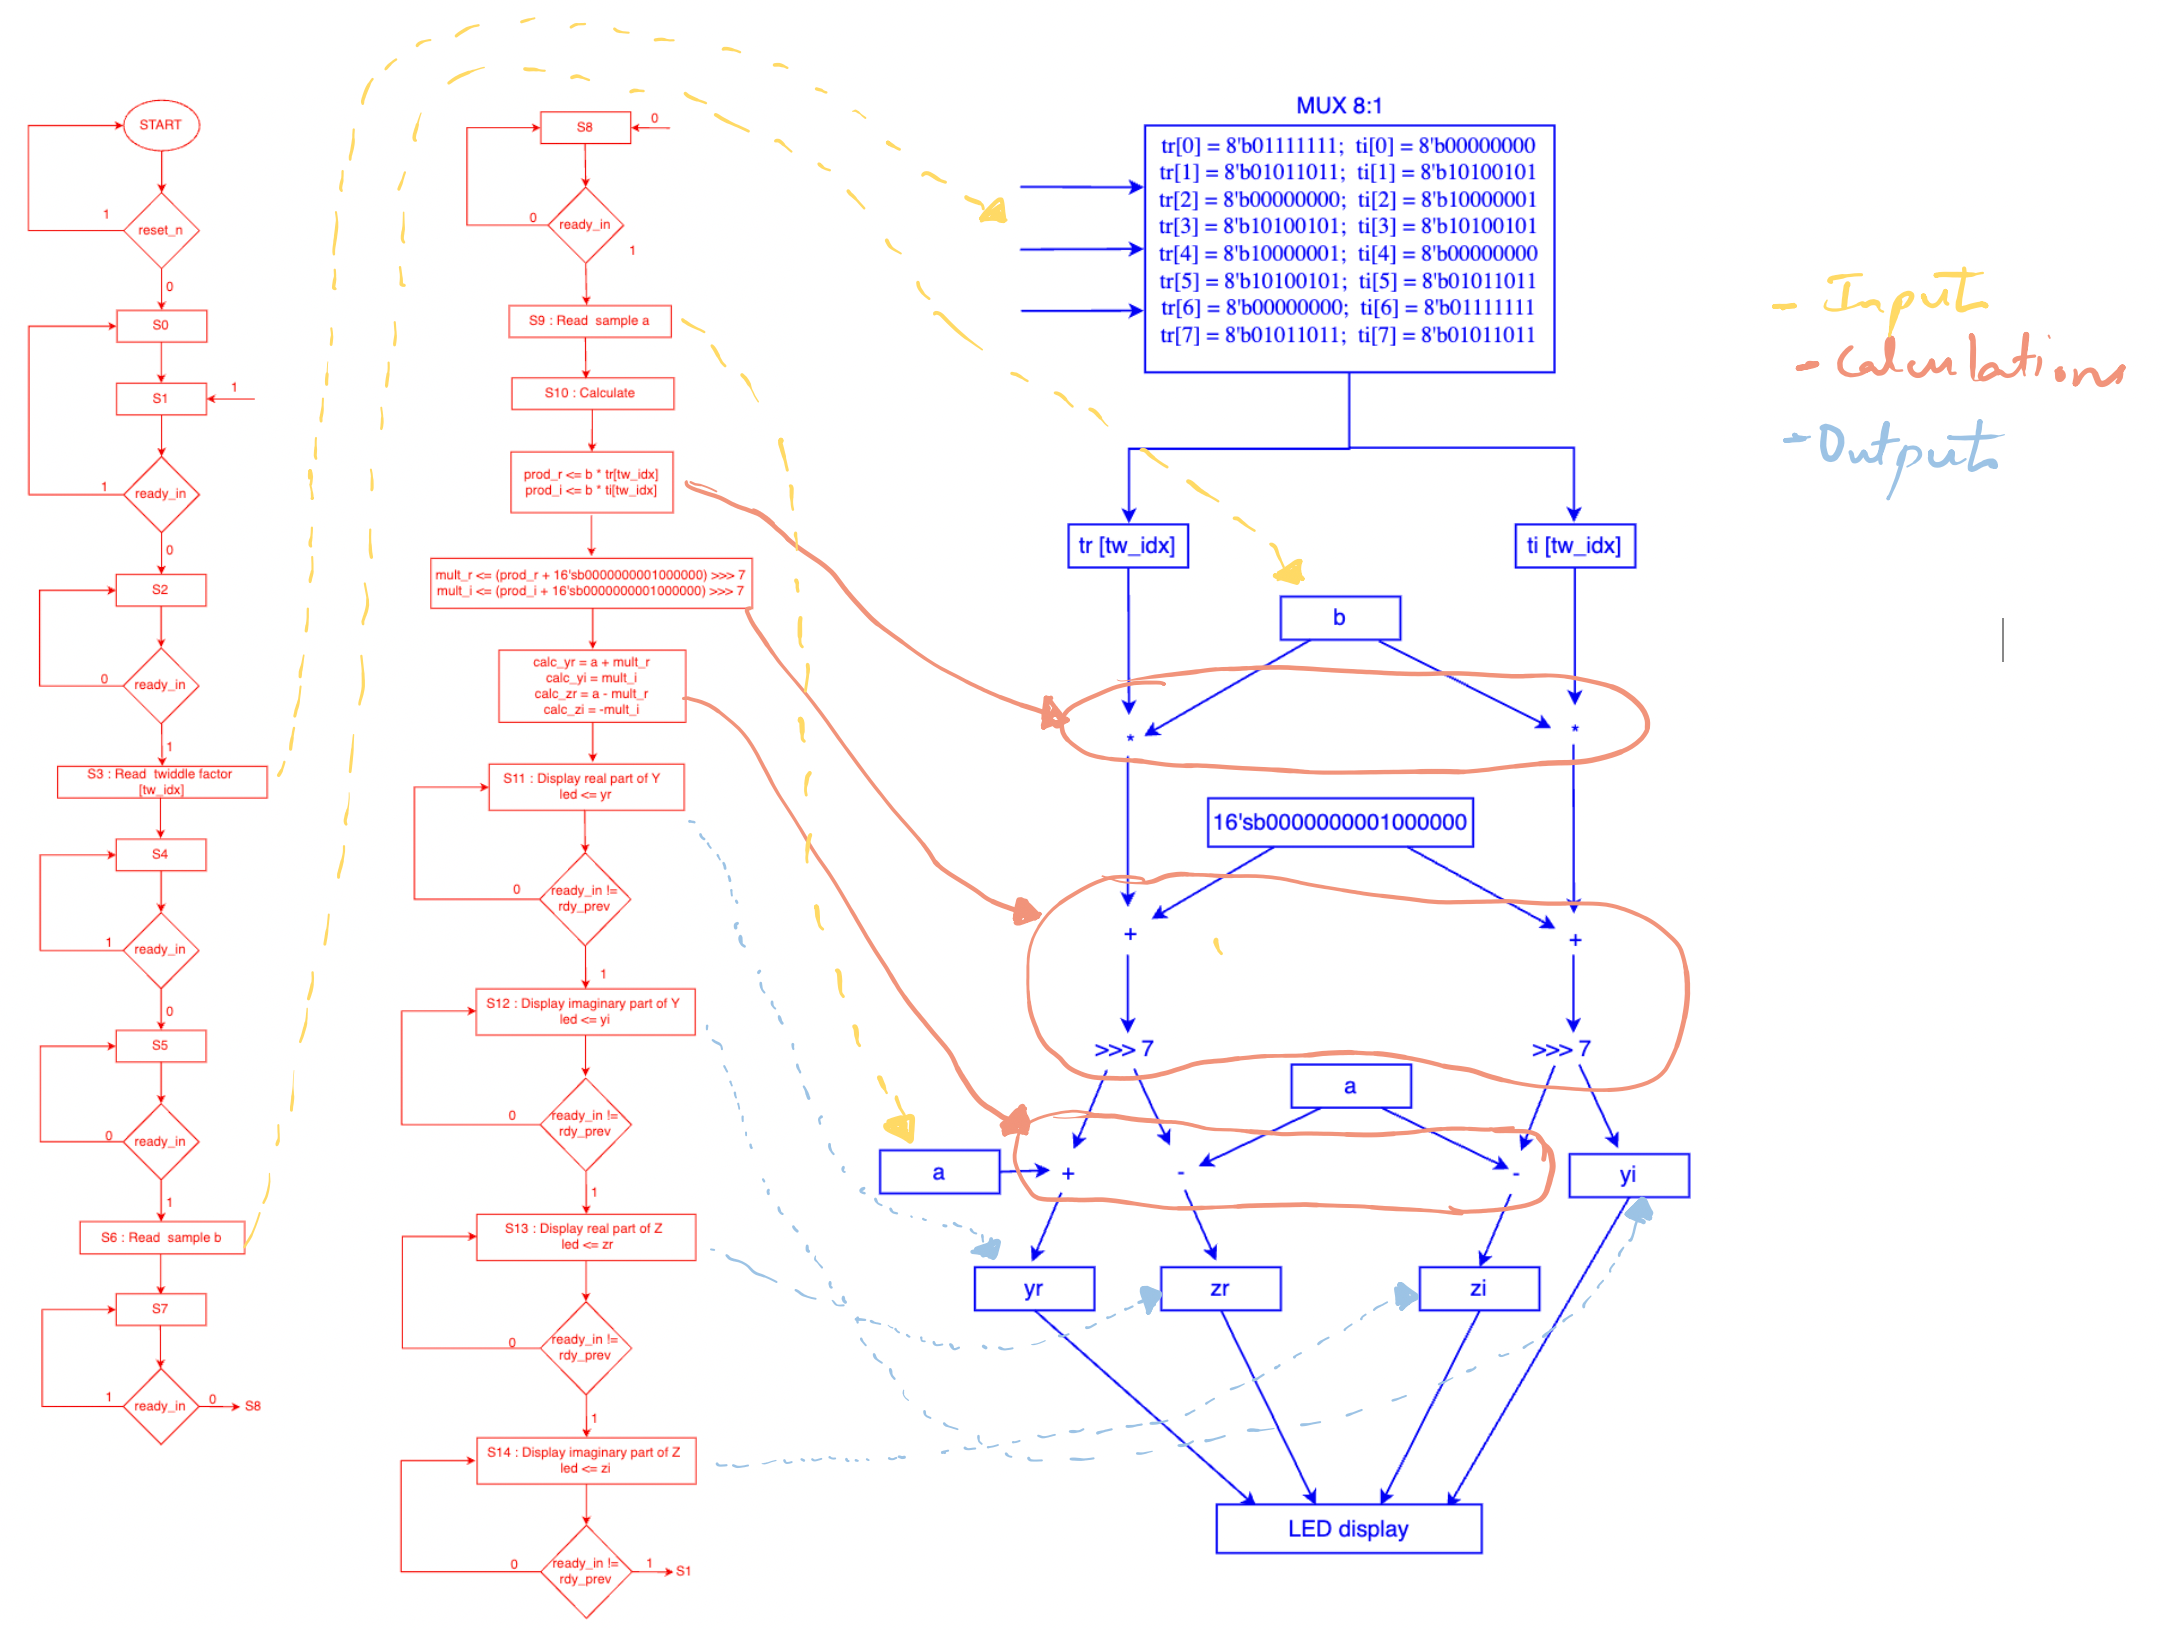 START
1
reset_n
0
S0
S1
1
1
ready_in
0
S2
0
ready_in
1
S3 : Read twiddle factor
[tw_idx]
S4
1
ready_in
0
S5
0
ready_in
1
S6 : Read sample b
S7
1
ready_in
0
S8
S8
0
0
ready_in
1
S9 : Read sample a
S10 : Calculate
prod_r <= b * tr[tw_idx]
prod_i <= b * ti[tw_idx]
mult_r <= (prod_r + 16'sb0000000001000000) >>> 7
mult_i <= (prod_i + 16'sb0000000001000000) >>> 7
calc_yr = a + mult_r
calc_yi = mult_i
calc_zr = a - mult_r
calc_zi = -mult_i
S11 : Display real part of Y
led <= yr
0
ready_in !=
rdy_prev
1
S12 : Display imaginary part of Y
led <= yi
0
ready_in !=
rdy_prev
1
S13 : Display real part of Z
led <= zr
0
ready_in !=
rdy_prev
1
S14 : Display imaginary part of Z
led <= zi
0
ready_in !=
rdy_prev
1
S1
MUX 8:1
tr[0] = 8'b01111111; ti[0] = 8'b00000000
tr[1] = 8'b01011011; ti[1] = 8'b10100101
tr[2] = 8'b00000000; ti[2] = 8'b10000001
tr[3] = 8'b10100101; ti[3] = 8'b10100101
tr[4] = 8'b10000001; ti[4] = 8'b00000000
tr[5] = 8'b10100101; ti[5] = 8'b01011011
tr[6] = 8'b00000000; ti[6] = 8'b01111111
tr[7] = 8'b01011011; ti[7] = 8'b01011011
tr [tw_idx]
ti [tw_idx]
b
*
*
16'sb0000000001000000
+
+
>>> 7
>>> 7
a
a
+
-
-
yi
yr
zr
zi
LED display
- Input
- Calculations
- Output